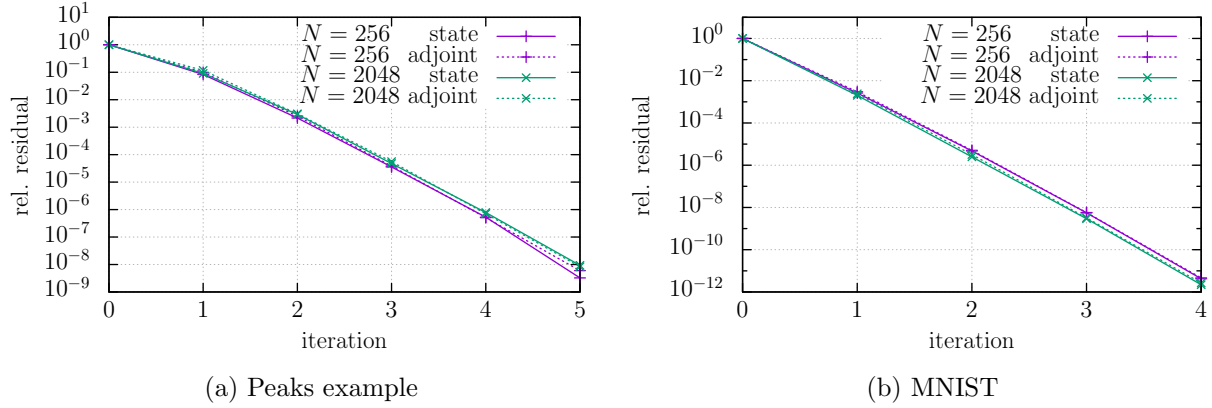 10^1
10^0
10^−1
10^−2
10^−3
10^−4
10^−5
10^−6
10^−7
10^−8
10^−9
rel. residual
N = 256 state
N = 256 adjoint
N = 2048 state
N = 2048 adjoint
0 1 2 3 4 5
iteration
(a) Peaks example
10^0
10^−2
10^−4
10^−6
10^−8
10^−10
10^−12
rel. residual
N = 256 state
N = 256 adjoint
N = 2048 state
N = 2048 adjoint
0 1 2 3 4
iteration
(b) MNIST